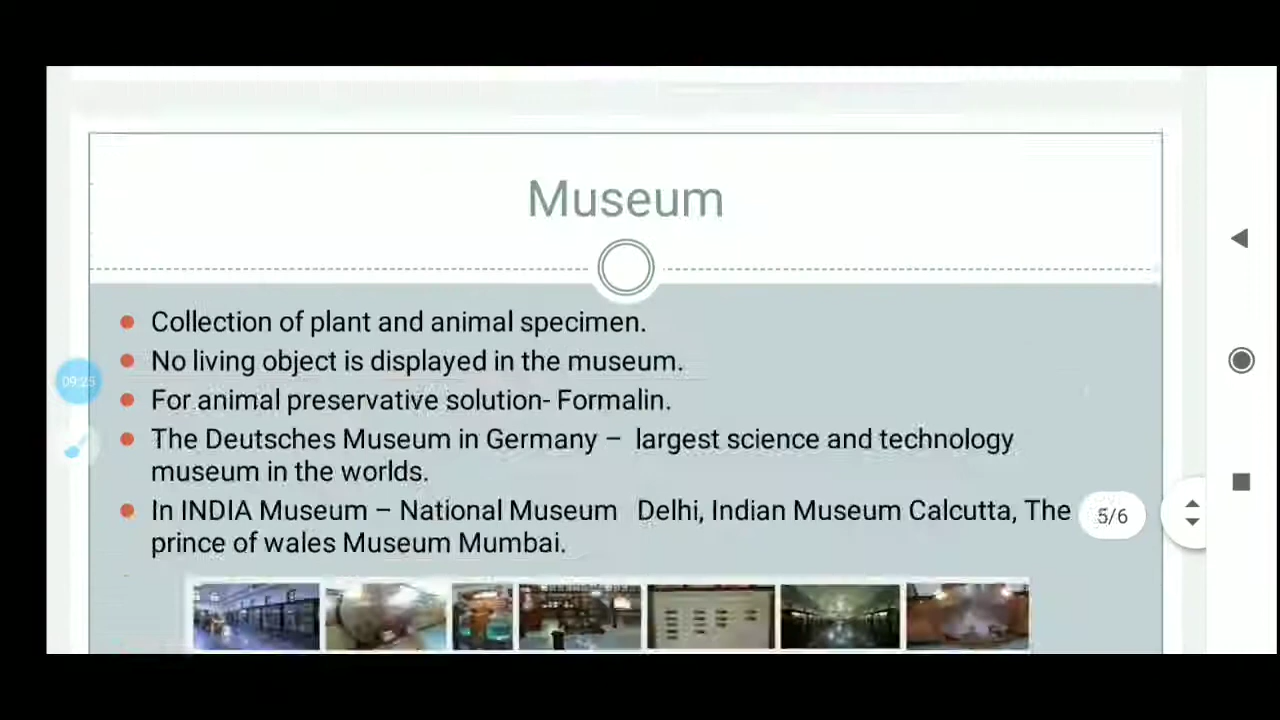 Museum
Collection of plant and animal specimen.
No living object is displayed in the museum.
09:25
For animal preservative solution- Formalin.
The Deutsches Museum in Germany – largest science and technology
museum in the worlds.
In INDIA Museum – National Museum Delhi, Indian Museum Calcutta, The
5/6
prince of wales Museum Mumbai.